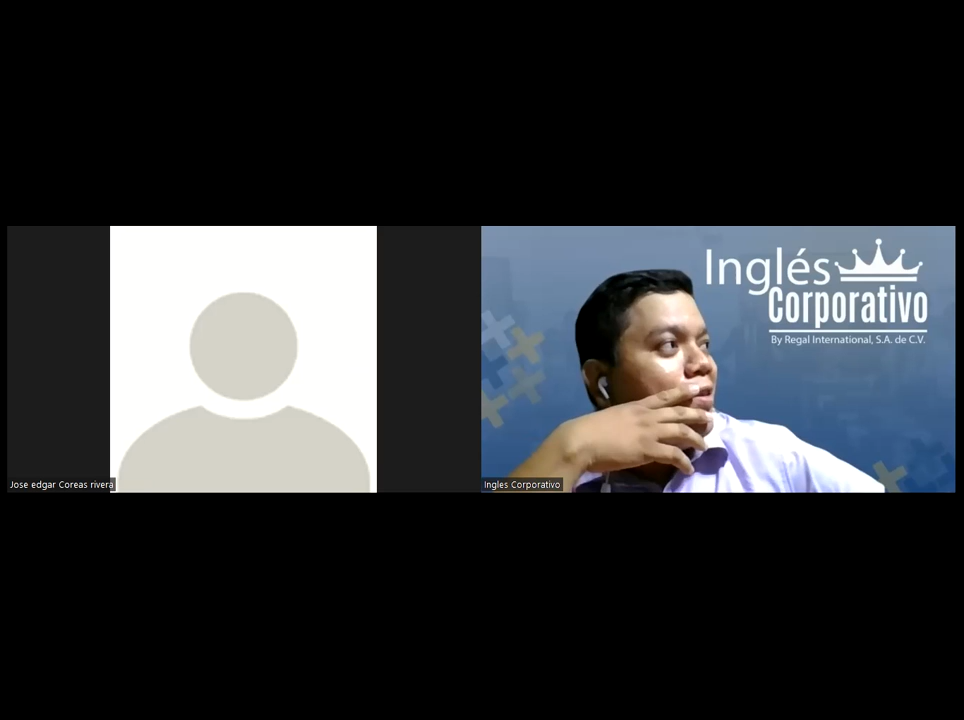 Inglés
Corporativo
By Regal International, S.A. de C.V.
Jose edgar Coreas rivera
Ingles Corporativo